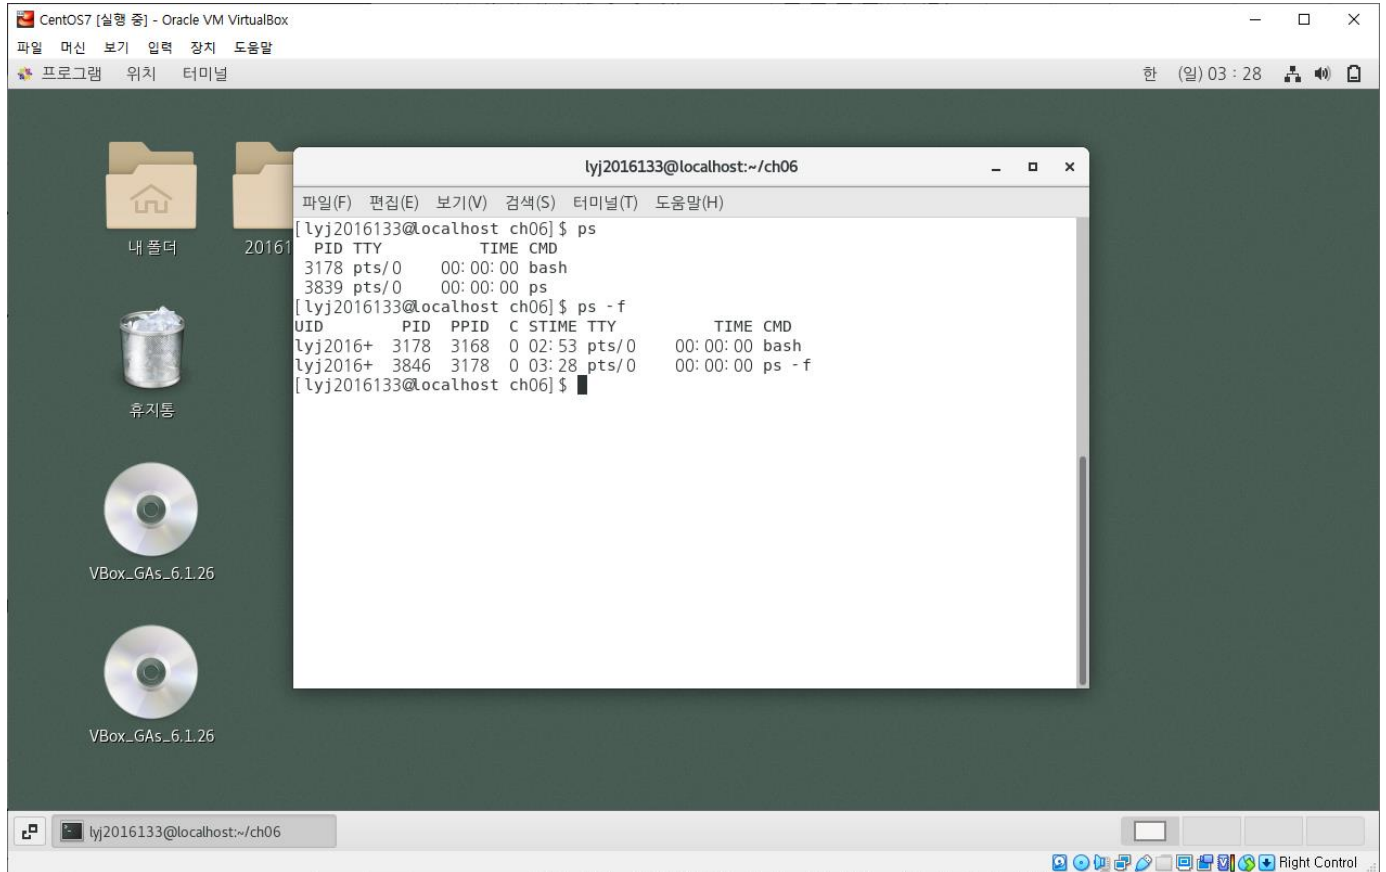 CentOS7 [실행 중] - Oracle VM VirtualBox
파일 머신 보기 입력 장치 도움말
프로그램 위치 터미널 한 (일) 03 : 28
내 폴더
20161
휴지통
VBox_GAs_6.1.26
VBox_GAs_6.1.26
lyj2016133@localhost:~/ch06
파일(F) 편집(E) 보기(V) 검색(S) 터미널(T) 도움말(H)
[lyj2016133@localhost ch06]$ ps
PID TTY TIME CMD
3178 pts/0 00:00:00 bash
3839 pts/0 00:00:00 ps
[lyj2016133@localhost ch06]$ ps -f
UID PID PPID C STIME TTY TIME CMD
lyj2016+ 3178 3168 0 02:53 pts/0 00:00:00 bash
lyj2016+ 3846 3178 0 03:28 pts/0 00:00:00 ps -f
[lyj2016133@localhost ch06]$
lyj2016133@localhost:~/ch06
Right Control